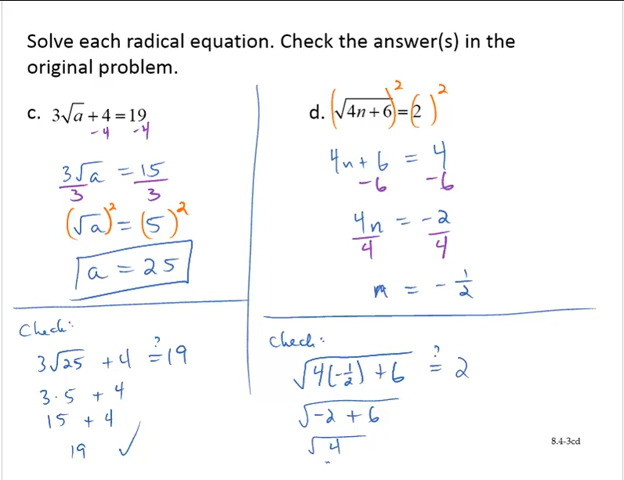 Solve each radical equation. Check the answer(s) in the
original problem.
c. 3√a + 4 = 19
-4 -4
3√a = 15
3 3
(√a)² = (5)²
a = 25
Check:
3√25 + 4 ≟ 19
3·5 + 4
15 + 4
19 ✓
d. (√4n+6)² = (2)²
4n + 6 = 4
-6 -6
4n = -2
4 4
n = -1/2
Check:
√4(-1/2) + 6 ≟ 2
√-2 + 6
√4
8.4-3cd